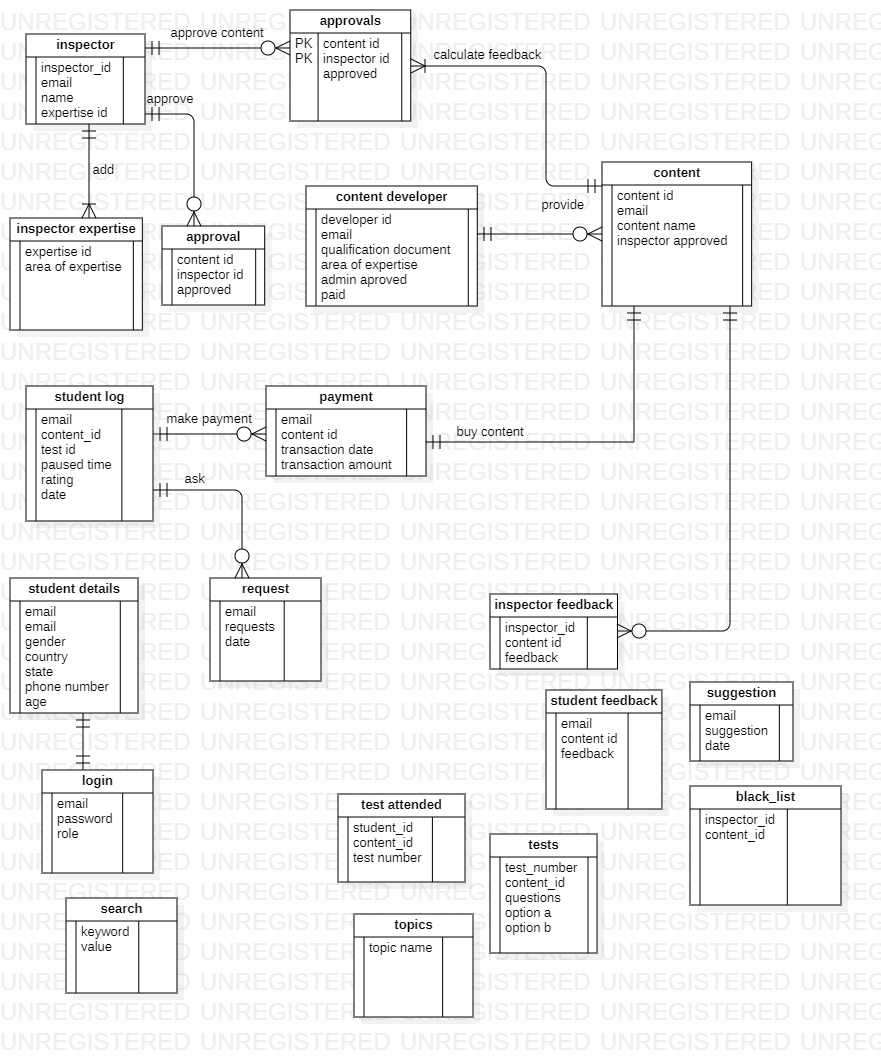 approvals
PK content id
PK inspector id
approved
inspector
inspector_id
email
name
expertise id
approve content
calculate feedback
approve
add
inspector expertise
expertise id
area of expertise
approval
content id
inspector id
approved
content developer
developer id
email
qualification document
area of expertise
admin aproved
paid
provide
content
content id
email
content name
inspector approved
student log
email
content_id
test id
paused time
rating
date
make payment
ask
payment
email
content id
transaction date
transaction amount
buy content
student details
email
email
gender
country
state
phone number
age
request
email
requests
date
inspector feedback
inspector_id
content id
feedback
student feedback
email
content id
feedback
suggestion
email
suggestion
date
login
email
password
role
test attended
student_id
content_id
test number
tests
test_number
content_id
questions
option a
option b
black_list
inspector_id
content_id
search
keyword
value
topics
topic name
UNREGISTERED